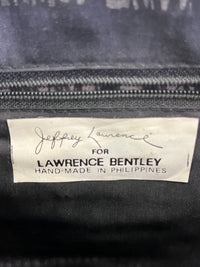 Jeffrey Lawrence
FOR
LAWRENCE BENTLEY
HAND-MADE IN PHILIPPINES